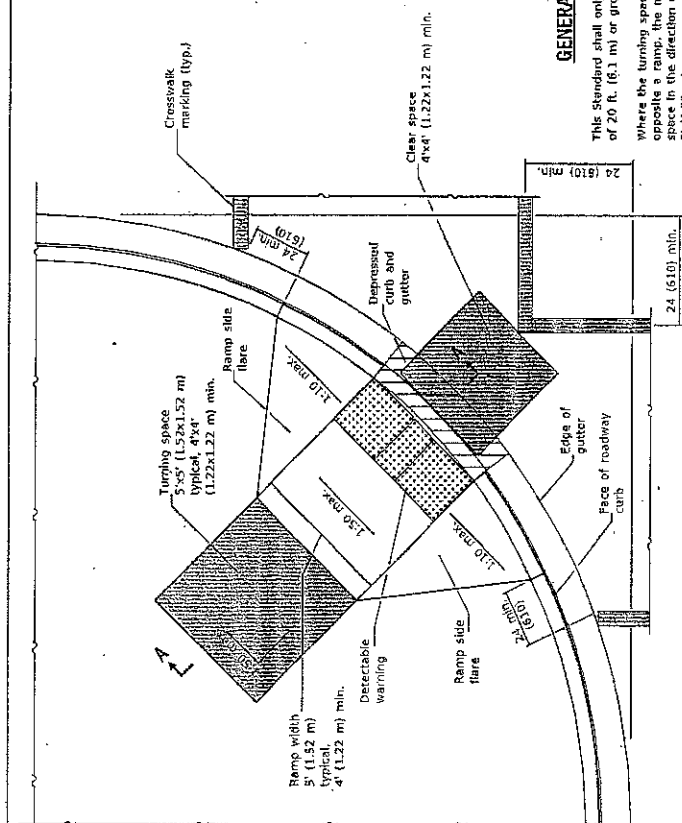 Crosswalk
marking (typ.)
24 min.
(610)
Ramp side
flare
Turning space
5'x5' (1.52x1.52 m)
typical, 4'x4'
(1.22x1.22 m) min.
1:10 max.
Depressed
curb and
gutter
Clear space
4'x4' (1.22x1.22 m) min.
24 (610) min.
24 (610) min.
A
A
1:50 max.
Ramp width
5' (1.52 m)
typical,
4' (1.22 m) min.
Detectable
warning
1:10 max.
Ramp side
flare
24 min.
(610)
Edge of
gutter
Face of roadway
curb
GENERA
This Standard shall only
of 20 ft. (6.1 m) or gro
Where the turning spac
opposite a ramp, the
space in the direction